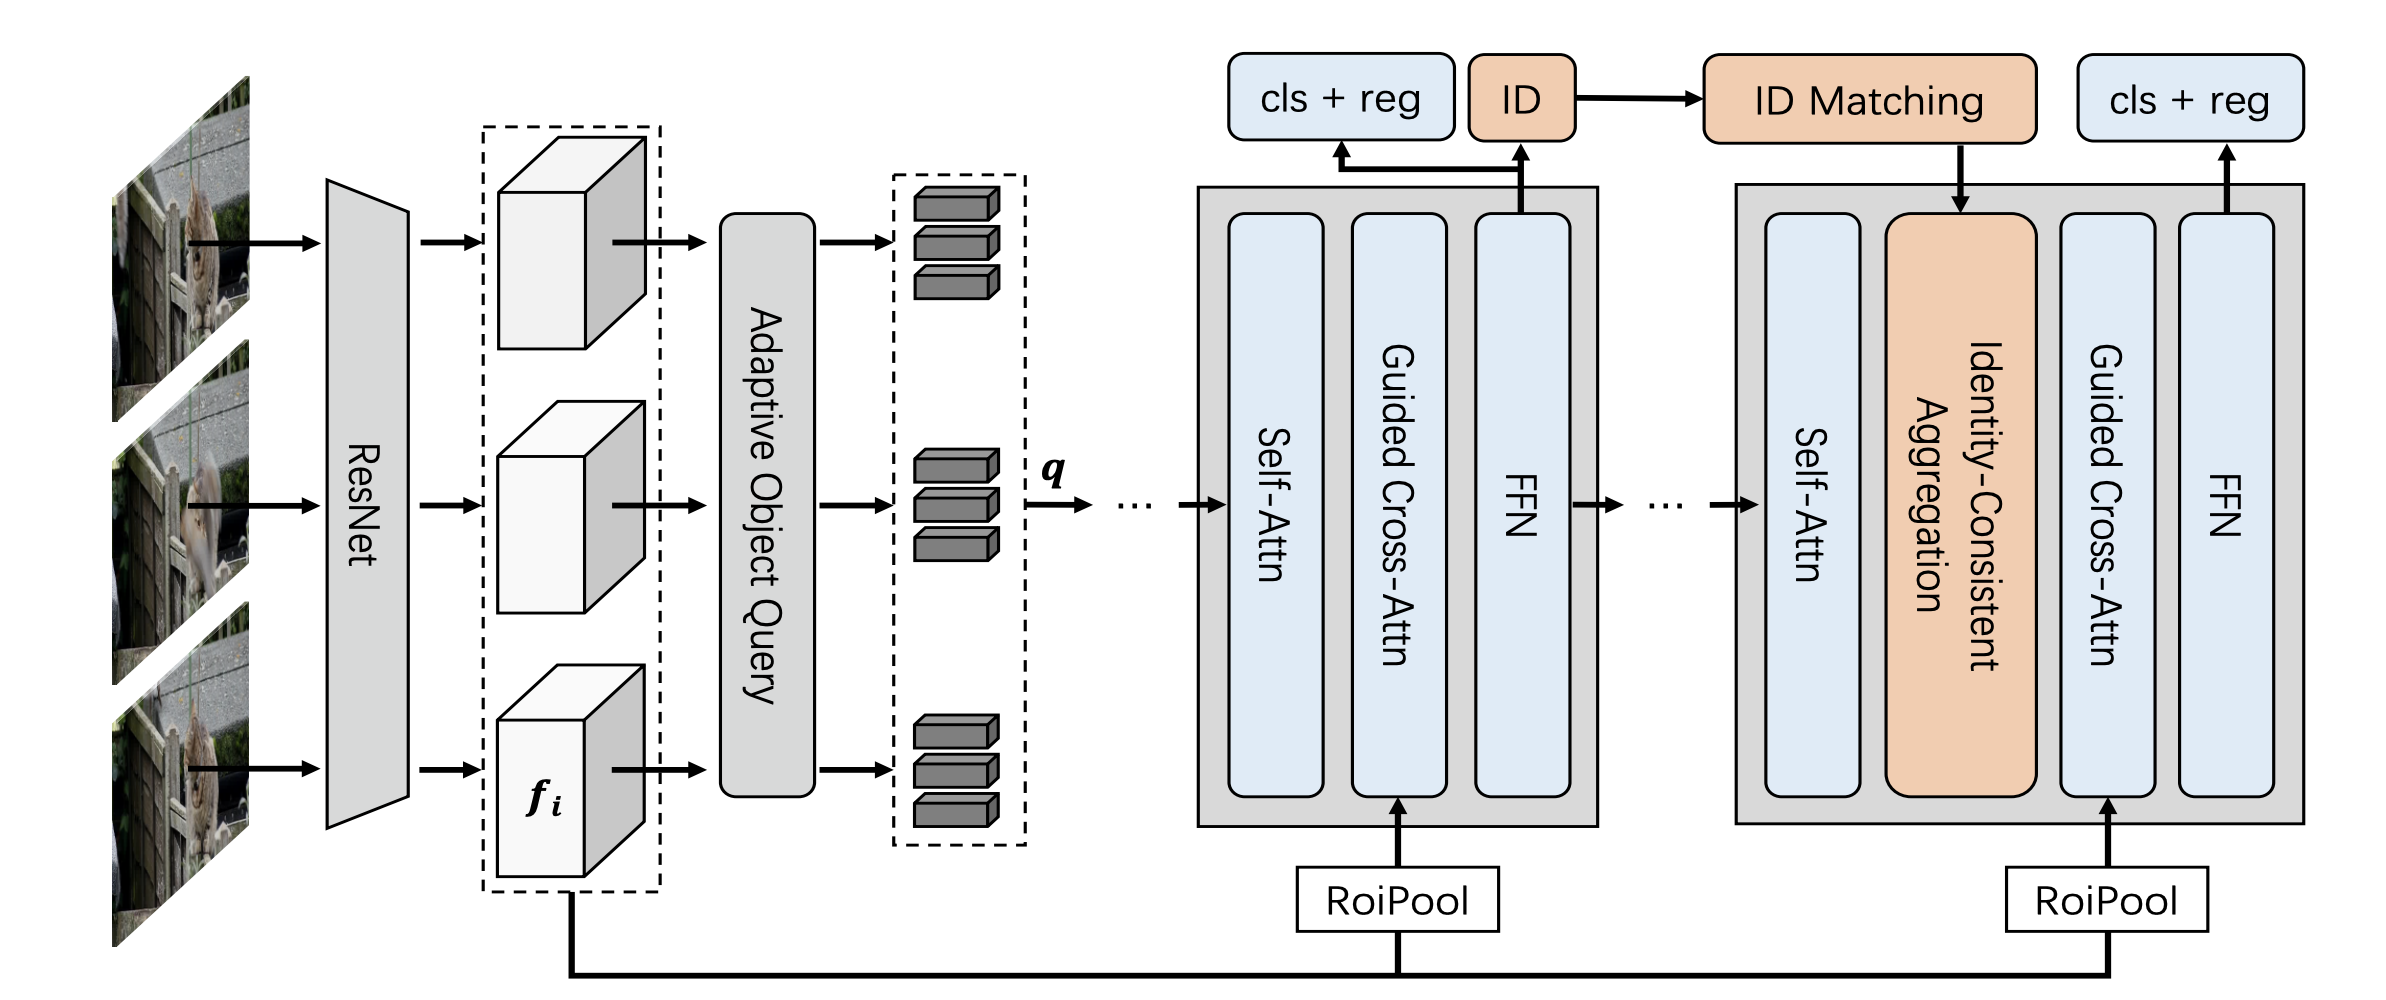 cls + reg
ID
ID Matching
cls + reg
ResNet
f i
Adaptive Object Query
q
...
Self-Attn
Guided Cross-Attn
FFN
...
Self-Attn
Identity-Consistent
Aggregation
Guided Cross-Attn
FFN
RoiPool
RoiPool